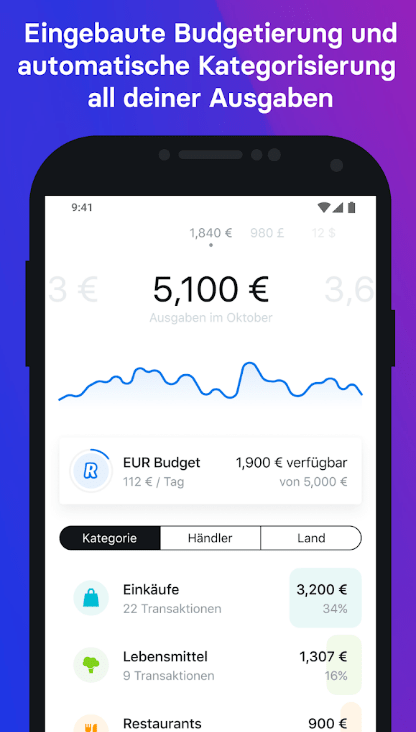 Eingebaute Budgetierung und
automatische Kategorisierung
all deiner Ausgaben
9:41
1,840 € 980 £ 12 $
3 € 5,100 € 3,6
Ausgaben im Oktober
R EUR Budget 1,900 € verfügbar
112 € / Tag von 5,000 €
Kategorie Händler Land
Einkäufe 3,200 €
22 Transaktionen 34%
Lebensmittel 1,307 €
9 Transaktionen 16%
Restaurants 900 €